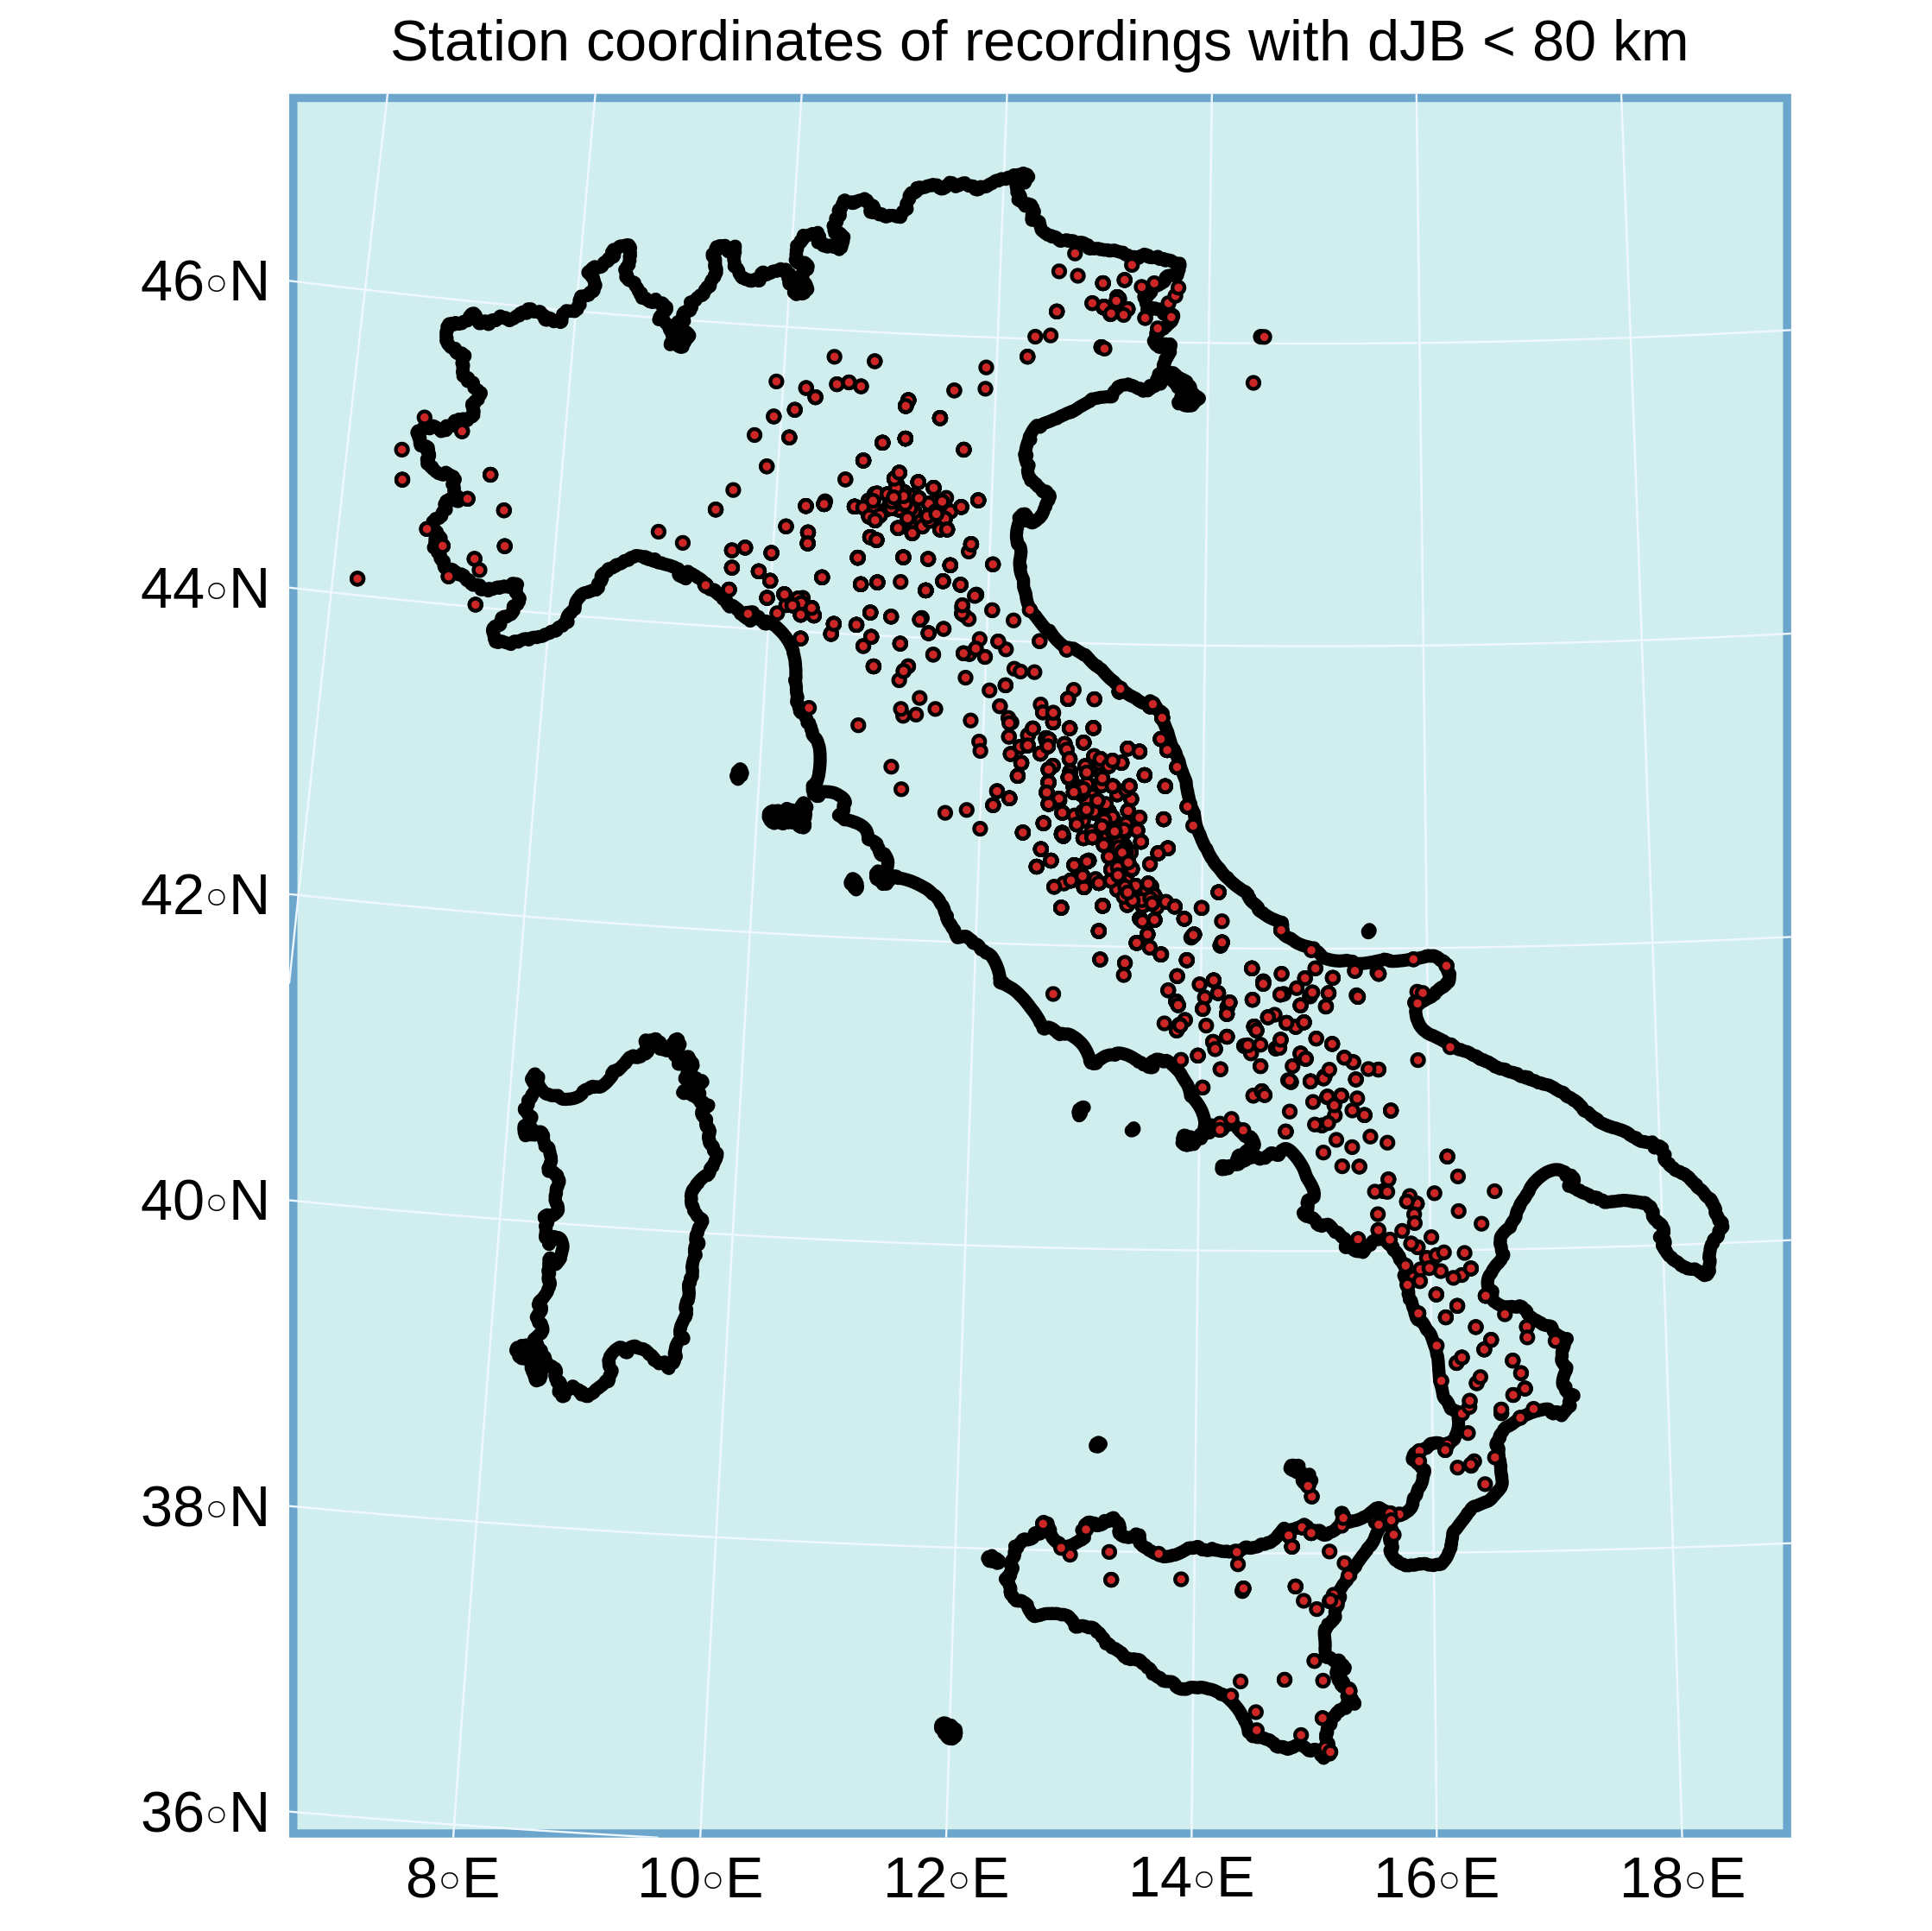 Station coordinates of recordings with dJB < 80 km
46◦N
44◦N
42◦N
40◦N
38◦N
36◦N
8◦E 10◦E 12◦E 14◦E 16◦E 18◦E